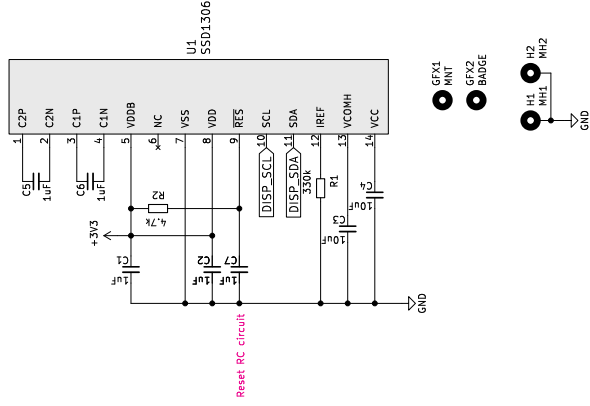 U1
SSD1306
C2P
C2N
C1P
C1N
VDDB
NC
VSS
VDD
RES
SCL
SDA
IREF
VCOMH
VCC
1
2
3
4
5
6
7
8
9
10
11
12
13
14
C5
1uF
C6
1uF
DISP_SCL
DISP_SDA
330k
R1
R2
4.7k
C4
10uF
C3
10uF
+3V3
C1
1uF
C2
1uF
C7
1uF
GND
Reset RC circuit
GFX1
MNT
GFX2
BADGE
H2
MH2
H1
MH1
GND